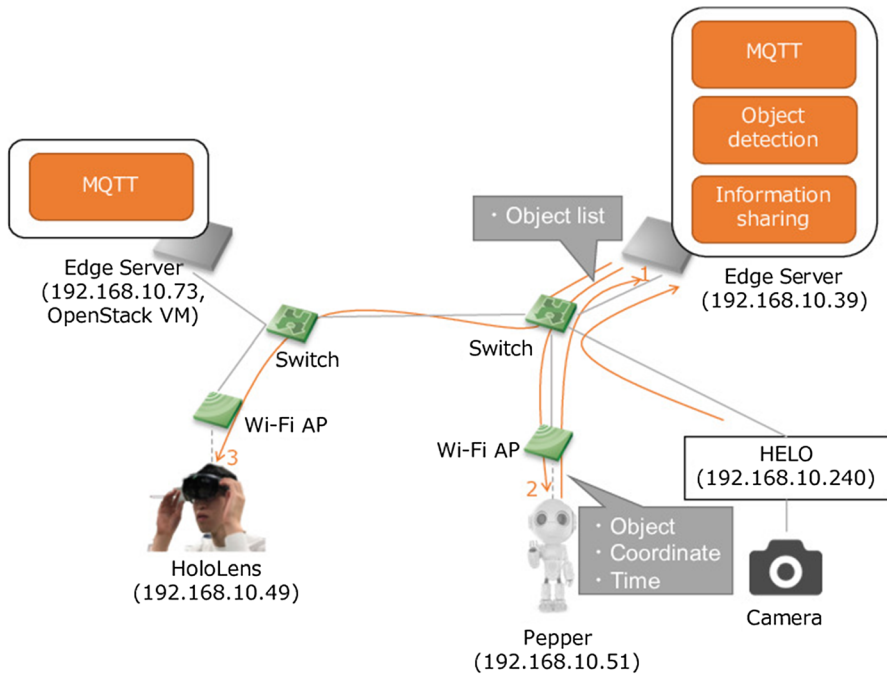 MQTT
Object
detection
Information
sharing
MQTT
・Object list
1
Edge Server
(192.168.10.73,
OpenStack VM)
Edge Server
(192.168.10.39)
Switch
Switch
Wi-Fi AP
Wi-Fi AP
3
2
HELO
(192.168.10.240)
・Object
・Coordinate
・Time
HoloLens
(192.168.10.49)
Camera
Pepper
(192.168.10.51)